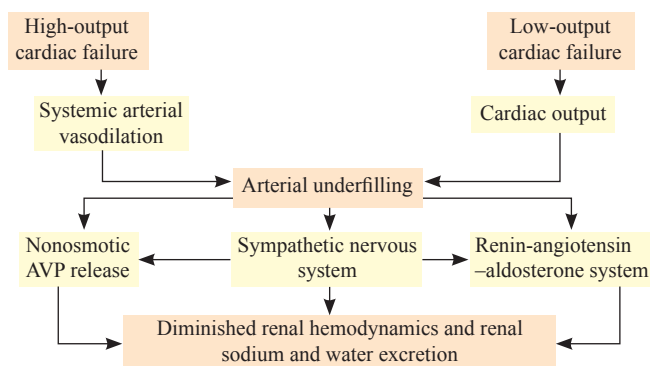 High-output
cardiac failure
Low-output
cardiac failure
Systemic arterial
vasodilation
Cardiac output
Arterial underfilling
Nonosmotic
AVP release
Sympathetic nervous
system
Renin-angiotensin
–aldosterone system
Diminished renal hemodynamics and renal
sodium and water excretion